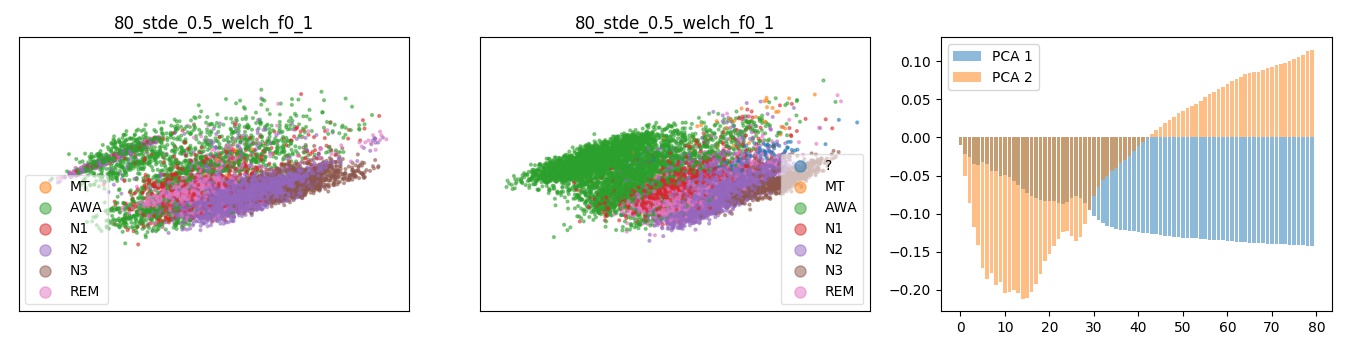 80_stde_0.5_welch_f0_1
MT
AWA
N1
N2
N3
REM
80_stde_0.5_welch_f0_1
?
MT
AWA
N1
N2
N3
REM
PCA 1
PCA 2
0.10
0.05
0.00
−0.05
−0.10
−0.15
−0.20
0 10 20 30 40 50 60 70 80